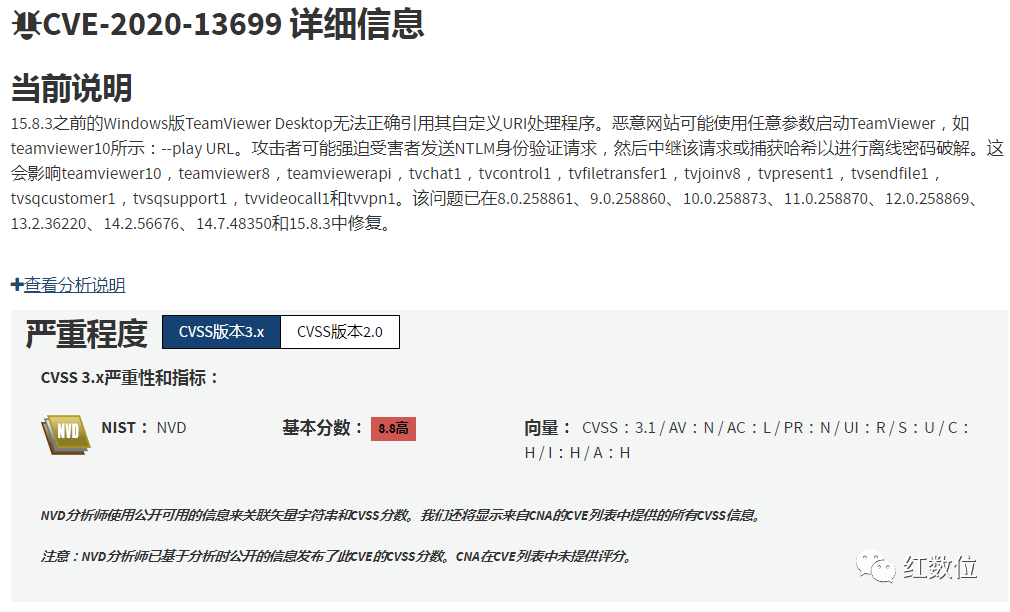 CVE-2020-13699 详细信息
当前说明
15.8.3之前的Windows版TeamViewer Desktop无法正确引用其自定义URI处理程序。恶意网站可能使用任意参数启动TeamViewer，如
teamviewer10所示：--play URL。攻击者可能强迫受害者发送NTLM身份验证请求，然后中继该请求或捕获哈希以进行离线密码破解。这
会影响teamviewer10，teamviewer8，teamviewerapi，tvchat1，tvcontrol1，tvfiletransfer1，tvjoinv8，tvpresent1，tvsendfile1，
tvsqcustomer1，tvsqsupport1，tvvideocall1和tvvpn1。该问题已在8.0.258861、9.0.258860、10.0.258873、11.0.258870、12.0.258869、
13.2.36220、14.2.56676、14.7.48350和15.8.3中修复。
+查看分析说明
严重程度 CVSS版本3.x CVSS版本2.0
CVSS 3.x严重性和指标：
NVD NIST： NVD 基本分数： 8.8高 向量： CVSS：3.1 / AV：N / AC：L / PR：N / UI：R / S：U / C：
H / I：H / A：H
NVD分析师使用公开可用的信息来关联矢量字符串和CVSS分数。我们还将显示来自CNA的CVE列表中提供的所有CVSS信息。
注意：NVD分析师已基于分析时公开的信息发布了此CVE的CVSS分数。CNA在CVE列表中未提供评分。
红数位